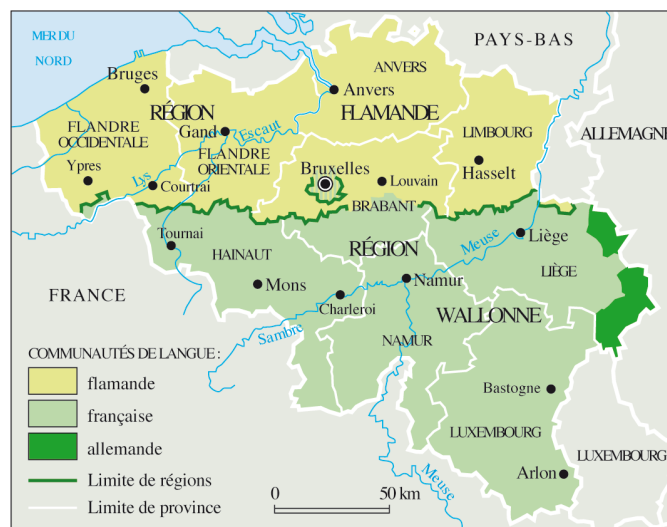 MER DU
NORD
PAYS-BAS
ANVERS
Bruges
Anvers
RÉGION
FLAMANDE
ALLEMAGNE
FLANDRE
OCCIDENTALE
Gand
Escaut
LIMBOURG
FLANDRE
ORIENTALE
Ypres
Lys
Courtrai
Bruxelles
Louvain
Hasselt
BRABANT
Tournai
HAINAUT
RÉGION
Meuse
Liège
LIÈGE
FRANCE
Mons
Charleroi
Namur
WALLONNE
Sambre
NAMUR
COMMUNAUTÉS DE LANGUE :
flamande
française
allemande
Limite de régions
Limite de province
0
50 km
Bastogne
LUXEMBOURG
LUXEMBOURG
Meuse
Arlon